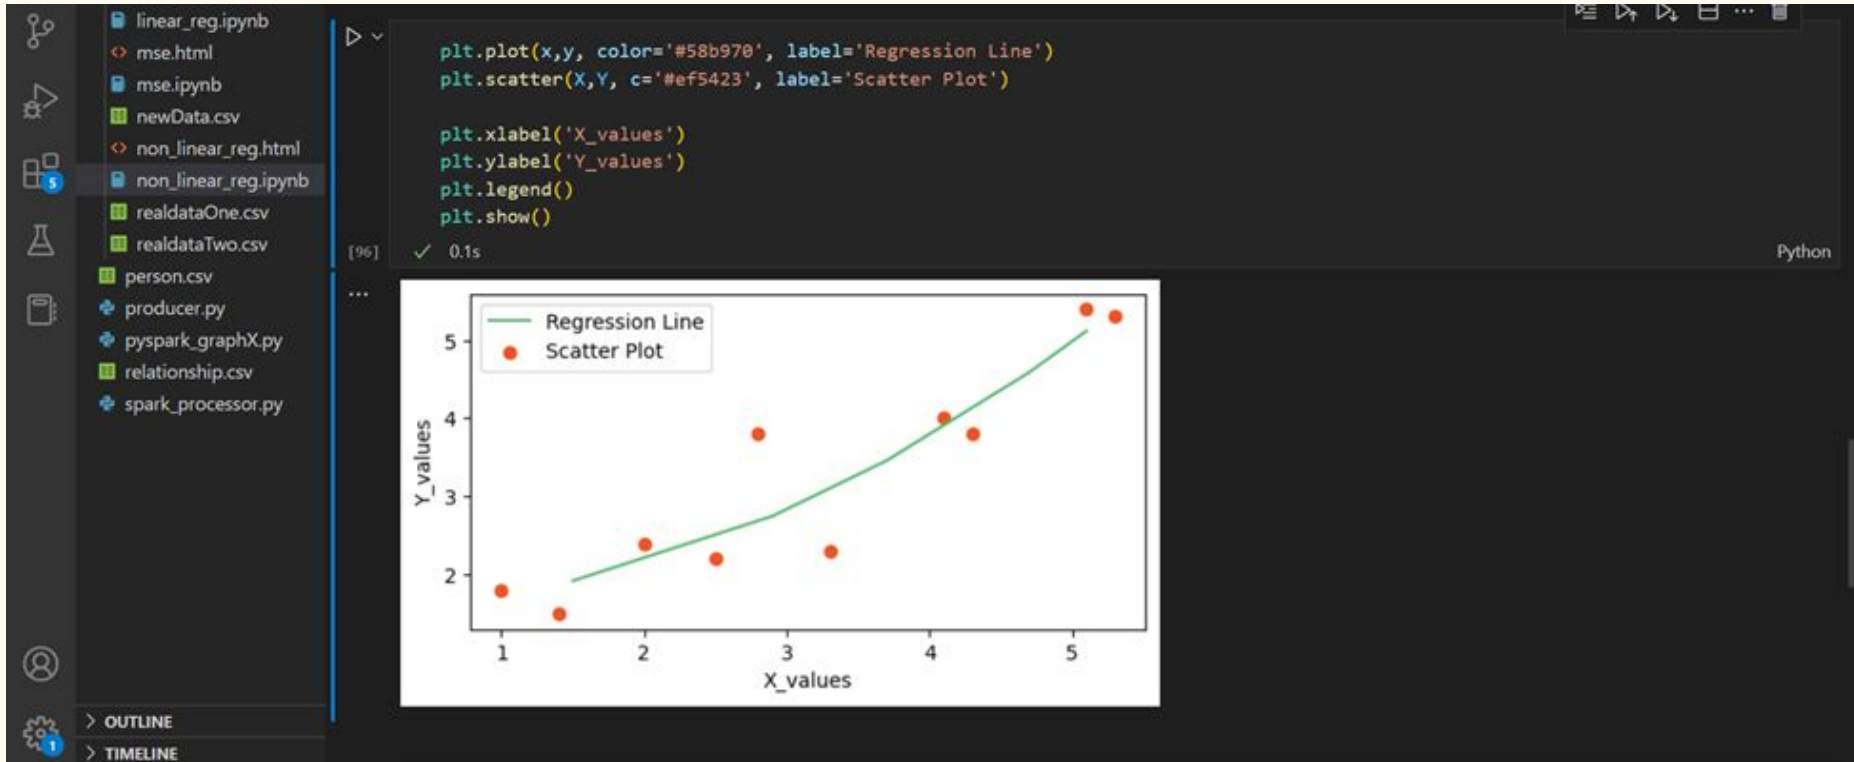 linear_reg.ipynb
mse.html
mse.ipynb
newData.csv
non_linear_reg.html
non_linear_reg.ipynb
realdataOne.csv
realdataTwo.csv
person.csv
producer.py
pyspark_graphX.py
relationship.csv
spark_processor.py
OUTLINE
TIMELINE
5
1
plt.plot(x,y, color='#58b970', label='Regression Line')
plt.scatter(X,Y, c='#ef5423', label='Scatter Plot')
plt.xlabel('X_values')
plt.ylabel('Y_values')
plt.legend()
plt.show()
[96] 0.1s Python
...
Regression Line
Scatter Plot
Y_values
5
4
3
2
1 2 3 4 5
X_values